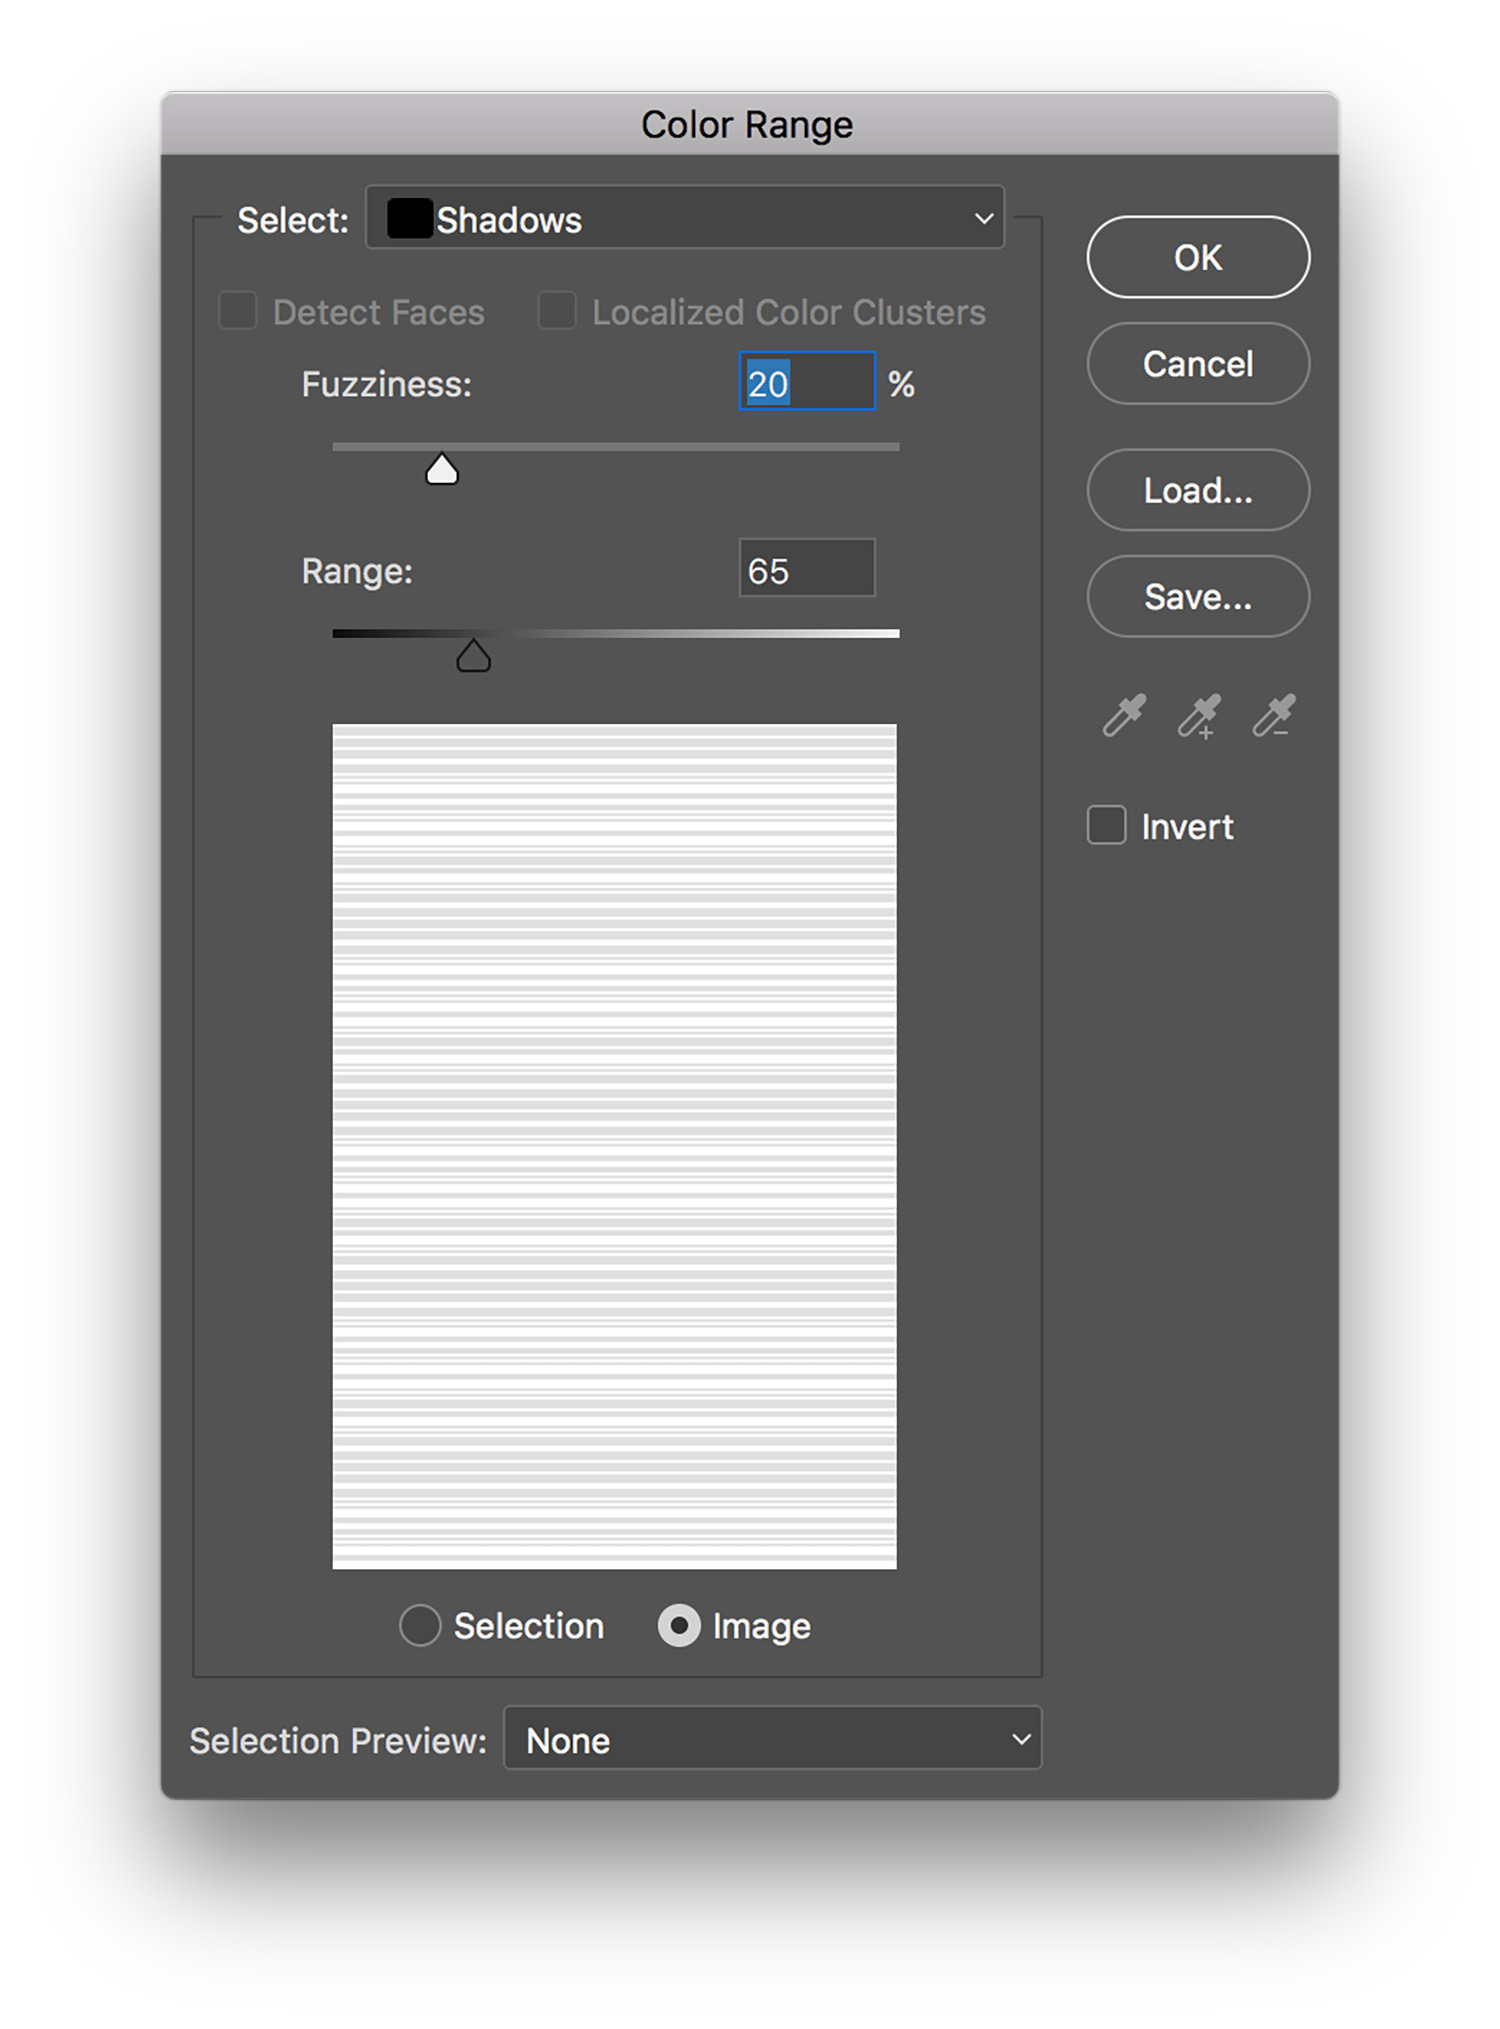 Color Range
Select: Shadows
Detect Faces Localized Color Clusters
Fuzziness: 20 %
Range: 65
Selection Image
Selection Preview: None
OK
Cancel
Load...
Save...
Invert